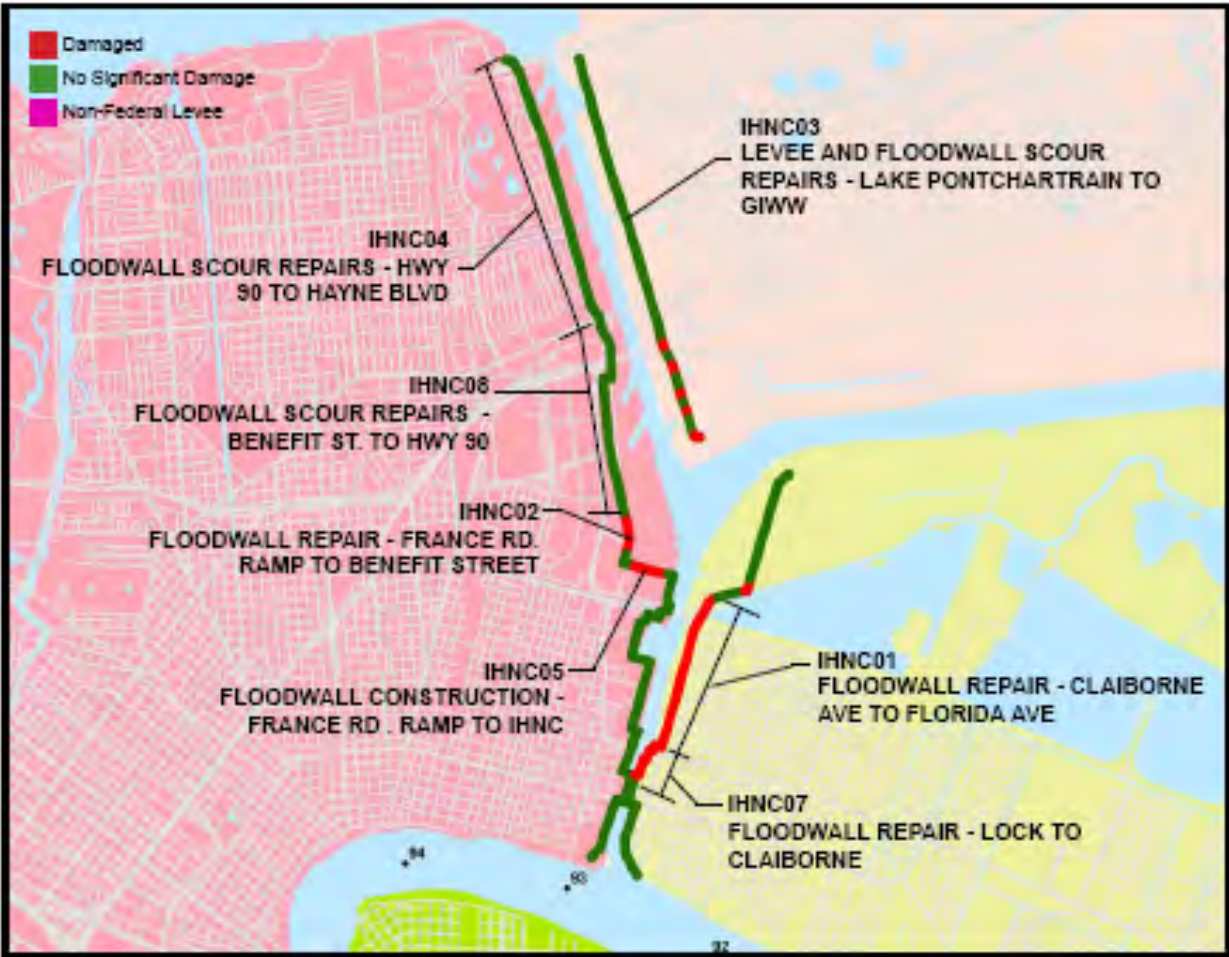 Damaged
No Significant Damage
Non-Federal Levee
IHNC03
LEVEE AND FLOODWALL SCOUR
REPAIRS - LAKE PONTCHARTRAIN TO
GIWW
IHNC04
FLOODWALL SCOUR REPAIRS - HWY
90 TO HAYNE BLVD
IHNC08
FLOODWALL SCOUR REPAIRS -
BENEFIT ST. TO HWY 90
IHNC02
FLOODWALL REPAIR - FRANCE RD.
RAMP TO BENEFIT STREET
IHNC05
FLOODWALL CONSTRUCTION -
FRANCE RD . RAMP TO IHNC
IHNC01
FLOODWALL REPAIR - CLAIBORNE
AVE TO FLORIDA AVE
IHNC07
FLOODWALL REPAIR - LOCK TO
CLAIBORNE
94
93
92